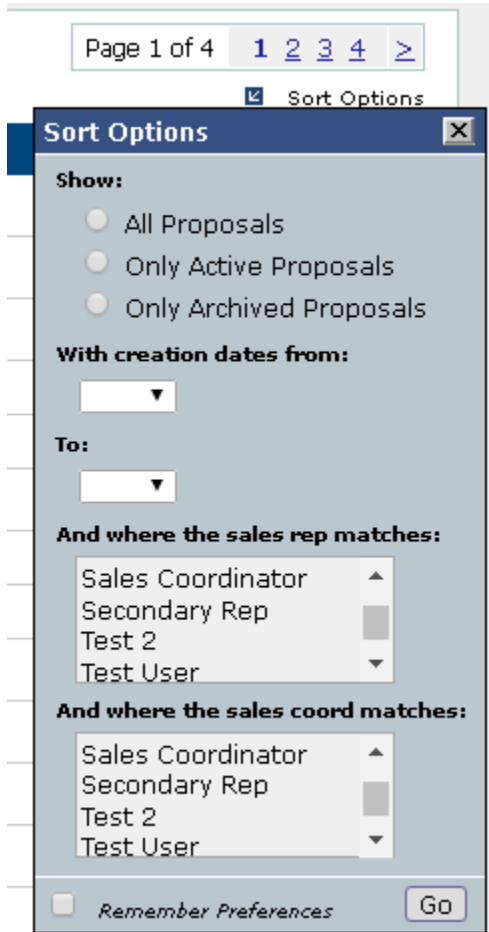 Page 1 of 4 1 2 3 4 >
Sort Options
Sort Options
Show:
All Proposals
Only Active Proposals
Only Archived Proposals
With creation dates from:
To:
And where the sales rep matches:
Sales Coordinator
Secondary Rep
Test 2
Test User
And where the sales coord matches:
Sales Coordinator
Secondary Rep
Test 2
Test User
Remember Preferences Go